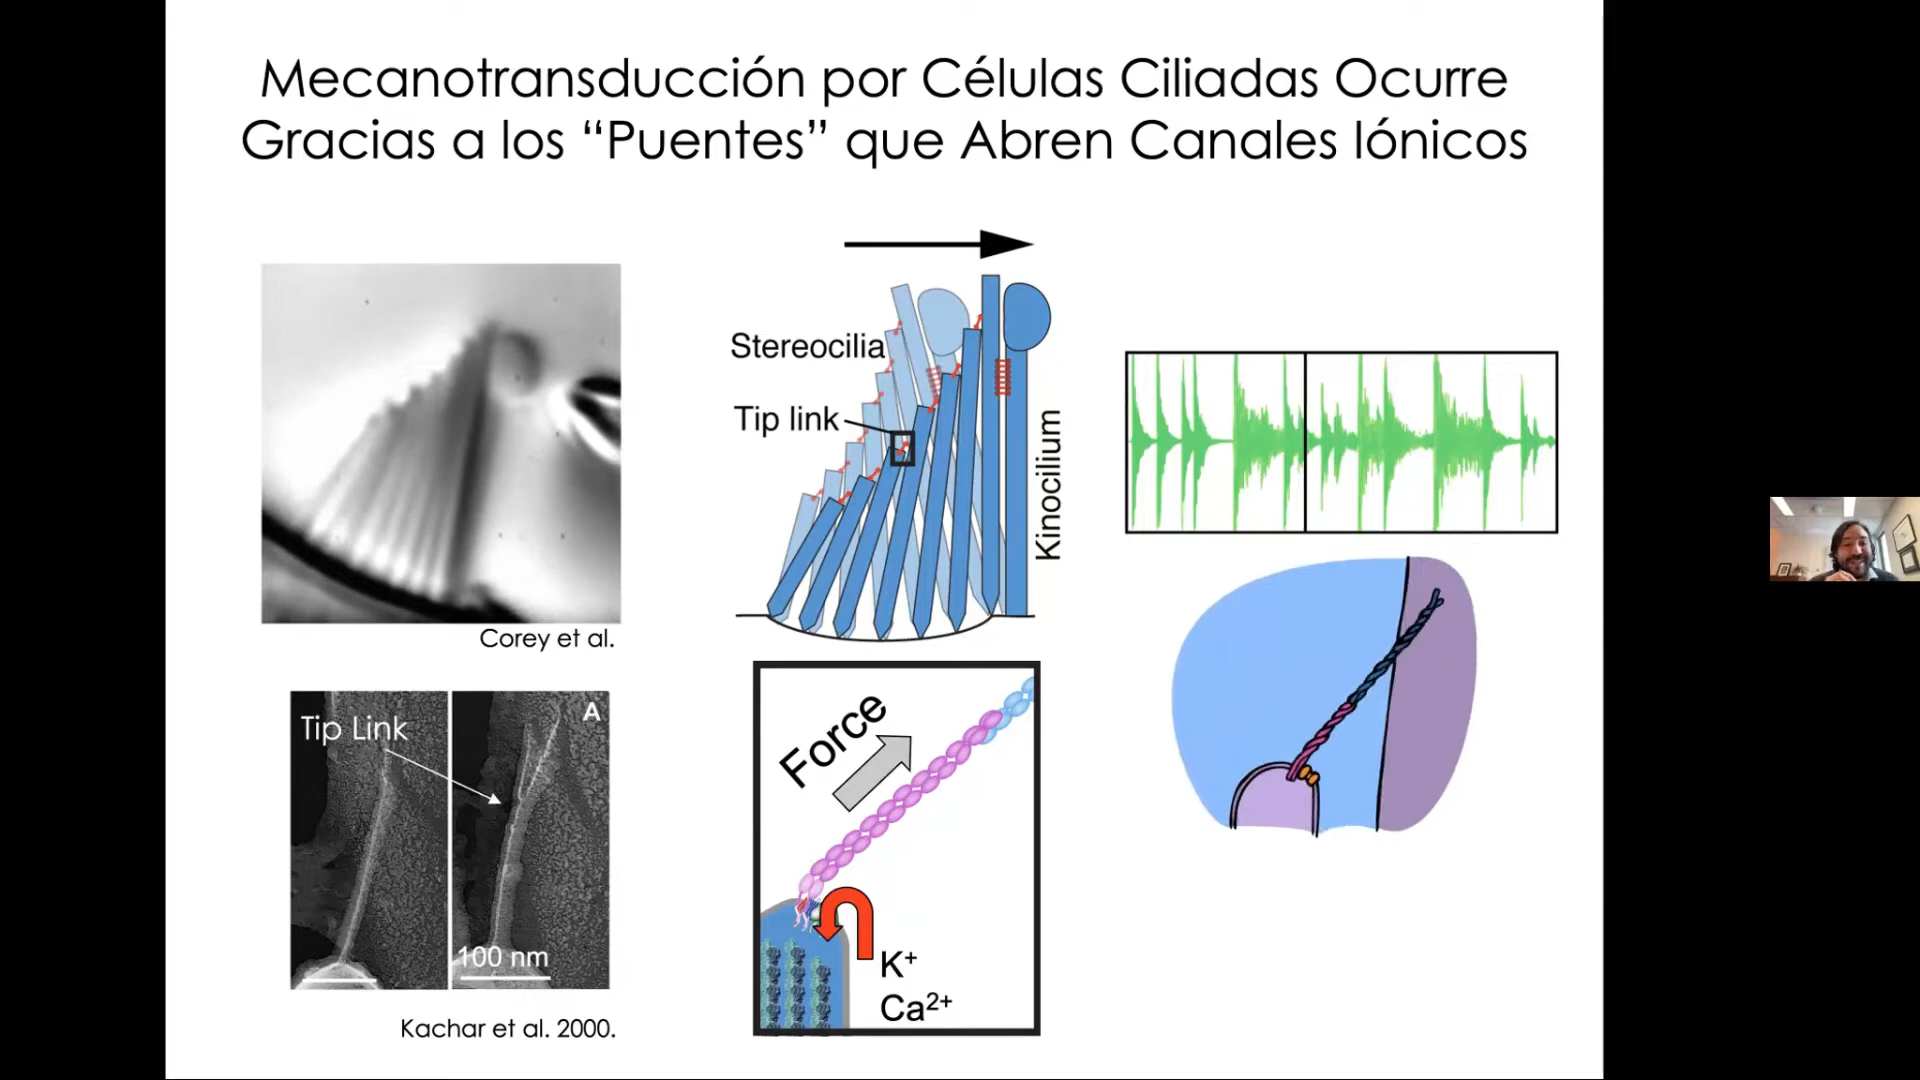 Mecanotransducción por Células Ciliadas Ocurre
Gracias a los “Puentes” que Abren Canales Iónicos
Corey et al.
Tip Link
A
100 nm
Kachar et al. 2000.
Stereocilia
Tip link
Kinocilium
Force
K⁺
Ca²⁺